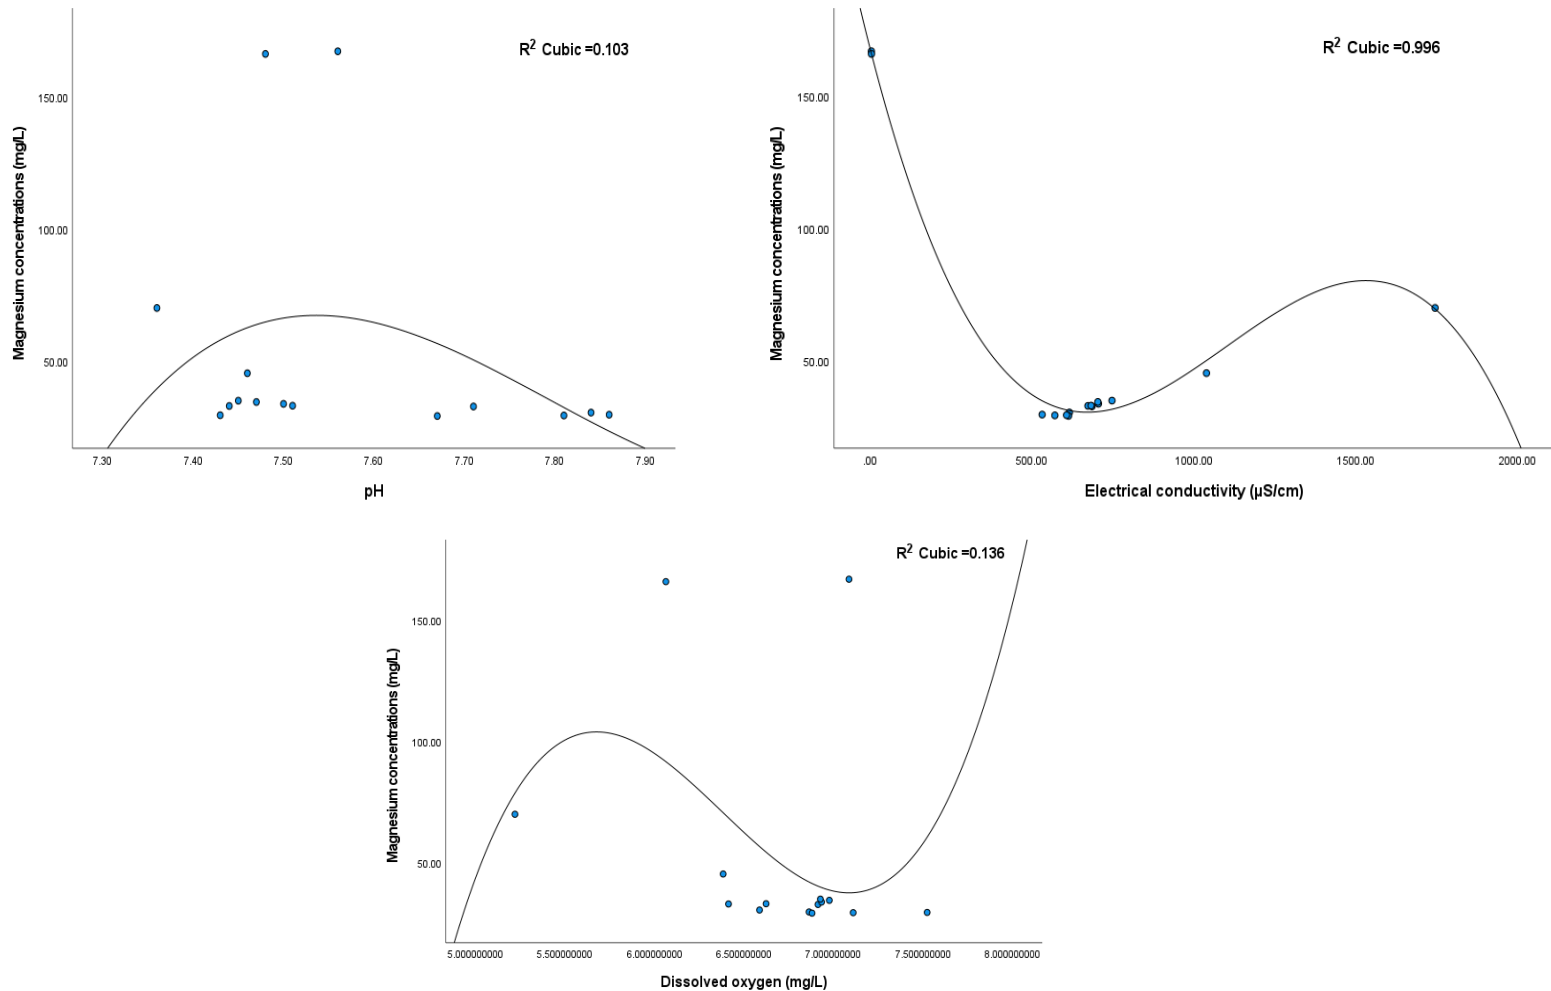 R2 Cubic =0.103
Magnesium concentrations (mg/L)
150.00
100.00
50.00
7.30 7.40 7.50 7.60 7.70 7.80 7.90
pH
R2 Cubic =0.996
Magnesium concentrations (mg/L)
150.00
100.00
50.00
.00 500.00 1000.00 1500.00 2000.00
Electrical conductivity (µS/cm)
R2 Cubic =0.136
Magnesium concentrations (mg/L)
150.00
100.00
50.00
5.000000000 5.500000000 6.000000000 6.500000000 7.000000000 7.500000000 8.000000000
Dissolved oxygen (mg/L)